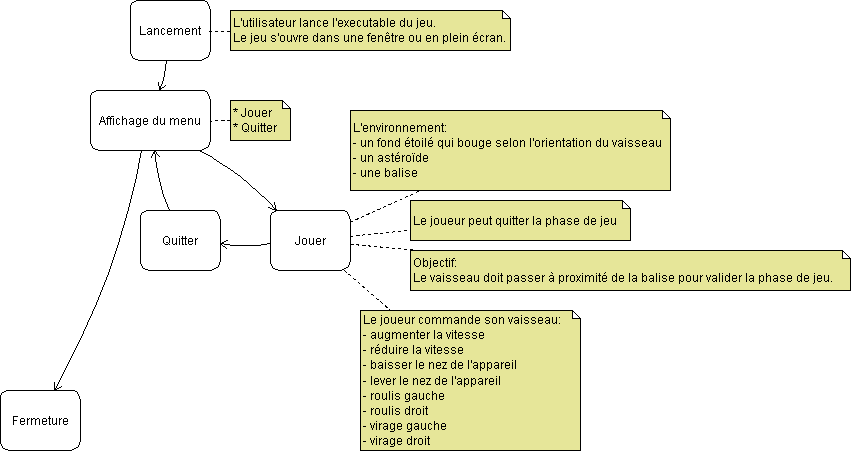 Lancement
L'utilisateur lance l'executable du jeu.
Le jeu s'ouvre dans une fenêtre ou en plein écran.
Affichage du menu
* Jouer
* Quitter
L'environnement:
- un fond étoilé qui bouge selon l'orientation du vaisseau
- un astéroïde
- une balise
Quitter
Jouer
Le joueur peut quitter la phase de jeu
Objectif:
Le vaisseau doit passer à proximité de la balise pour valider la phase de jeu.
Le joueur commande son vaisseau:
- augmenter la vitesse
- réduire la vitesse
- baisser le nez de l'appareil
- lever le nez de l'appareil
- roulis gauche
- roulis droit
- virage gauche
- virage droit
Fermeture